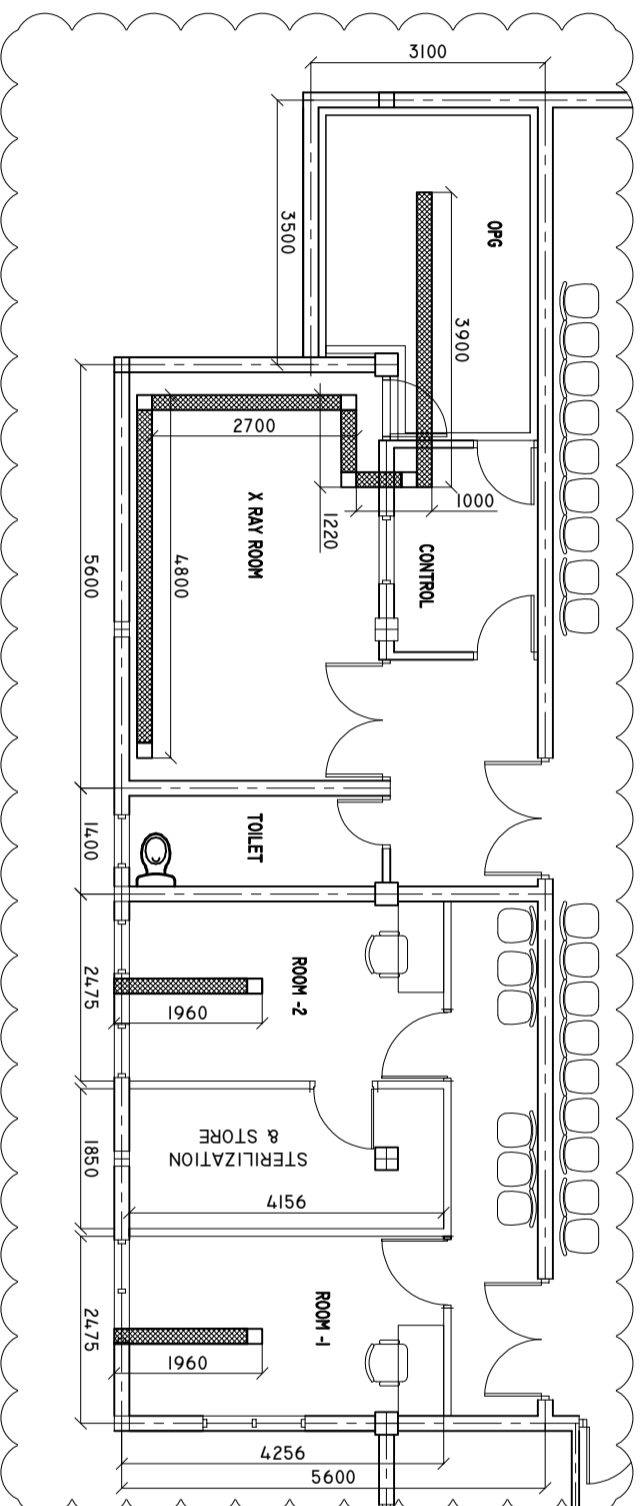 3100
3500
OPG
3900
2700
1220
1000
X RAY ROOM
CONTROL
4800
5600
TOILET
1400
ROOM -2
2475
1960
STERILIZATION
& STORE
1850
4156
ROOM -1
2475
1960
4256
5600